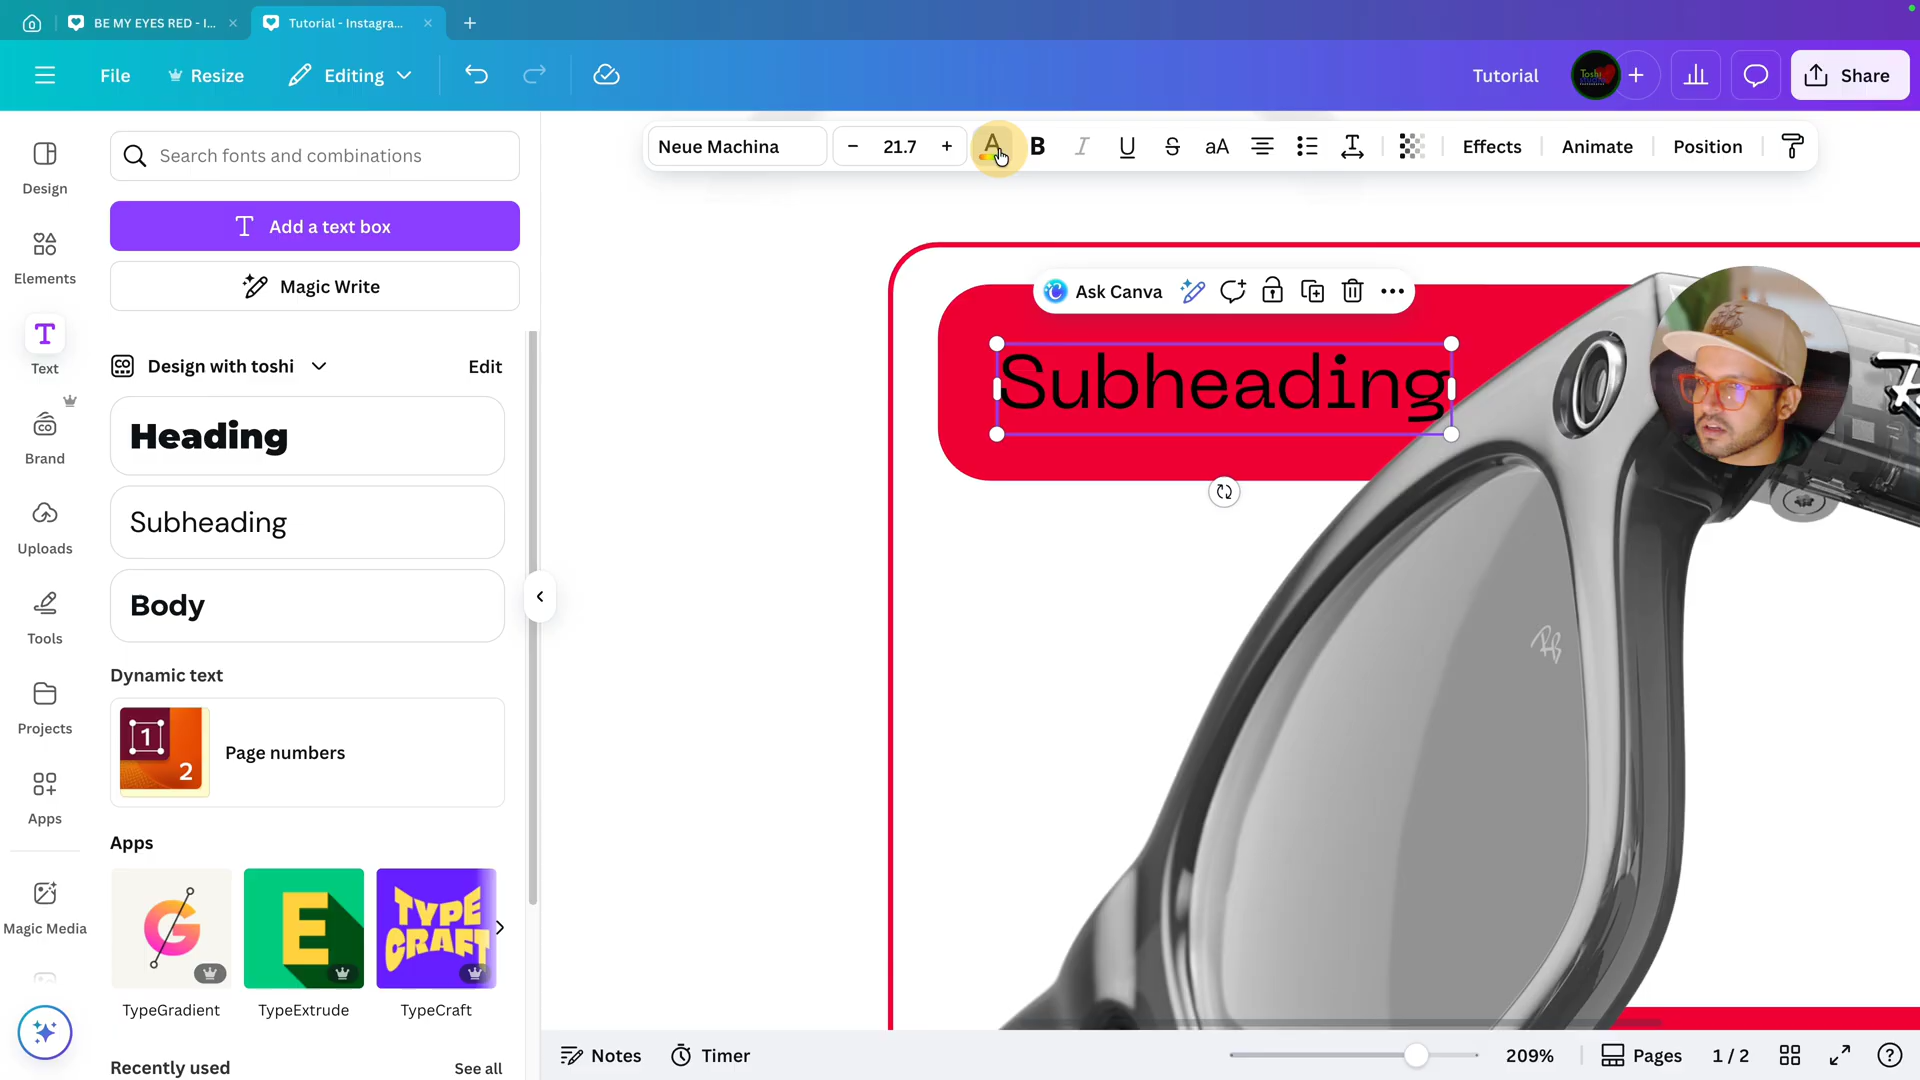 BE MY EYES RED - I...
Tutorial - Instagra...
File
Resize
Editing
Tutorial
Toshi
Share
Search fonts and combinations
Neue Machina
21.7
A
B
I
U
S
aA
Effects
Animate
Position
Design
Elements
Text
Brand
Uploads
Tools
Projects
Apps
Magic Media
Add a text box
Magic Write
Design with toshi
Edit
Heading
Subheading
Body
Dynamic text
1
2
Page numbers
Apps
G
E
TYPE
CRAFT
TypeGradient
TypeExtrude
TypeCraft
Recently used
See all
Ask Canva
Subheading
Notes
Timer
209%
Pages
1 / 2